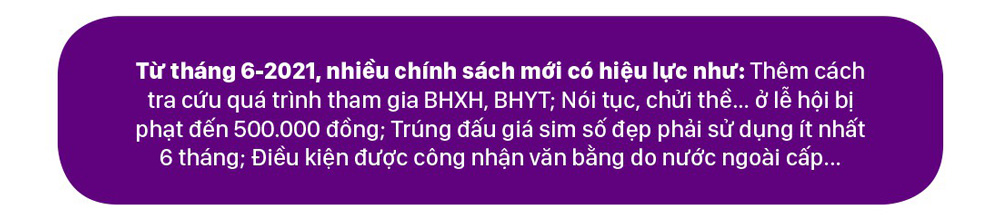 Từ tháng 6-2021, nhiều chính sách mới có hiệu lực như: Thêm cách
tra cứu quá trình tham gia BHXH, BHYT; Nói tục, chửi thề... ở lễ hội bị
phạt đến 500.000 đồng; Trúng đấu giá sim số đẹp phải sử dụng ít nhất
6 tháng; Điều kiện được công nhận văn bằng do nước ngoài cấp...